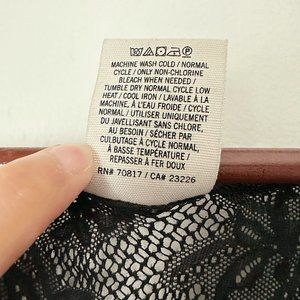 MACHINE WASH COLD / NORMAL
CYCLE / ONLY NON-CHLORINE
BLEACH WHEN NEEDED /
TUMBLE DRY NORMAL CYCLE LOW
HEAT / COOL IRON / LAVABLE À LA
MACHINE, À L'EAU FROIDE / CYCLE
NORMAL / UTILISER UNIQUEMENT
DU JAVELLISANT SANS CHLORE,
AU BESOIN / SÉCHER PAR
CULBUTAGE À CYCLE NORMAL,
À BASSE TEMPÉRATURE /
REPASSER À FER DOUX
RN# 70817 / CA# 23226